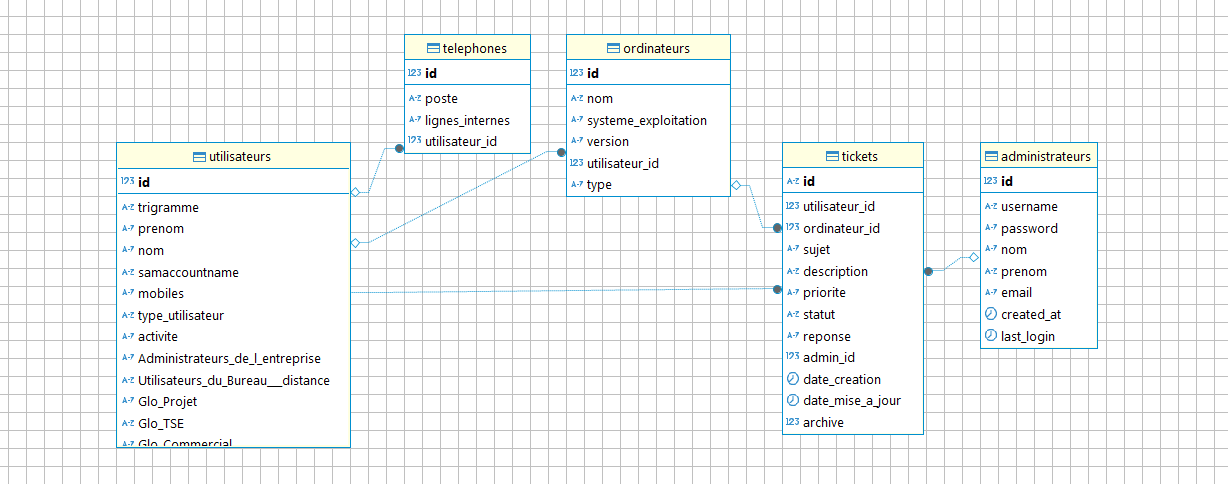 telephones
123 id
A-Z poste
A-Z lignes_internes
123 utilisateur_id
ordinateurs
123 id
A-Z nom
A-Z systeme_exploitation
A-Z version
123 utilisateur_id
A-Z type
utilisateurs
123 id
A-Z trigramme
A-Z prenom
A-Z nom
A-Z samaccountname
A-Z mobiles
A-Z type_utilisateur
A-Z activite
A-Z Administrateurs_de_l_entreprise
A-Z Utilisateurs_du_Bureau___distance
A-Z Glo_Projet
A-Z Glo_TSE
A-Z Glo_Commercial
tickets
A-Z id
123 utilisateur_id
123 ordinateur_id
A-Z sujet
A-Z description
A-Z priorite
A-Z statut
A-Z reponse
123 admin_id
date_creation
date_mise_a_jour
123 archive
administrateurs
123 id
A-Z username
A-Z password
A-Z nom
A-Z prenom
A-Z email
created_at
last_login